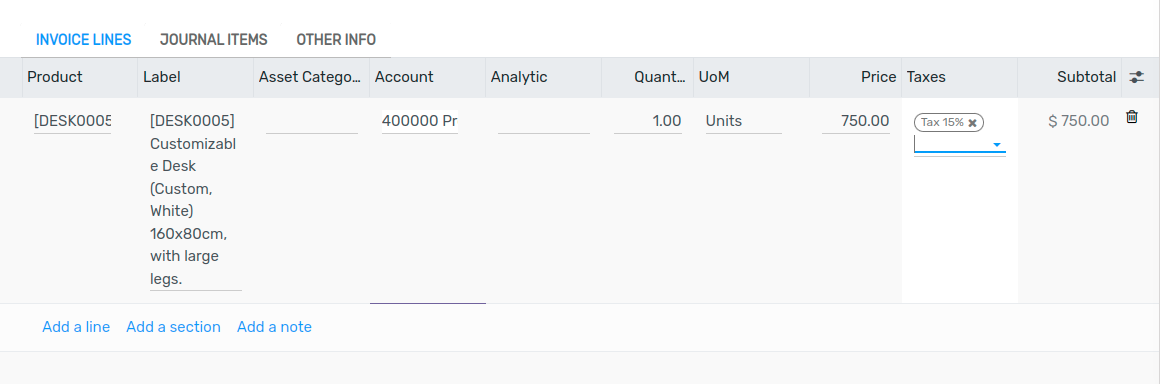 INVOICE LINES JOURNAL ITEMS OTHER INFO
Product Label Asset Catego... Account Analytic Quant... UoM Price Taxes Subtotal
[DESK0005 [DESK0005] 400000 Pr 1.00 Units 750.00 Tax 15% ✖ $ 750.00
Customizabl
e Desk
(Custom,
White)
160x80cm,
with large
legs.
Add a line Add a section Add a note